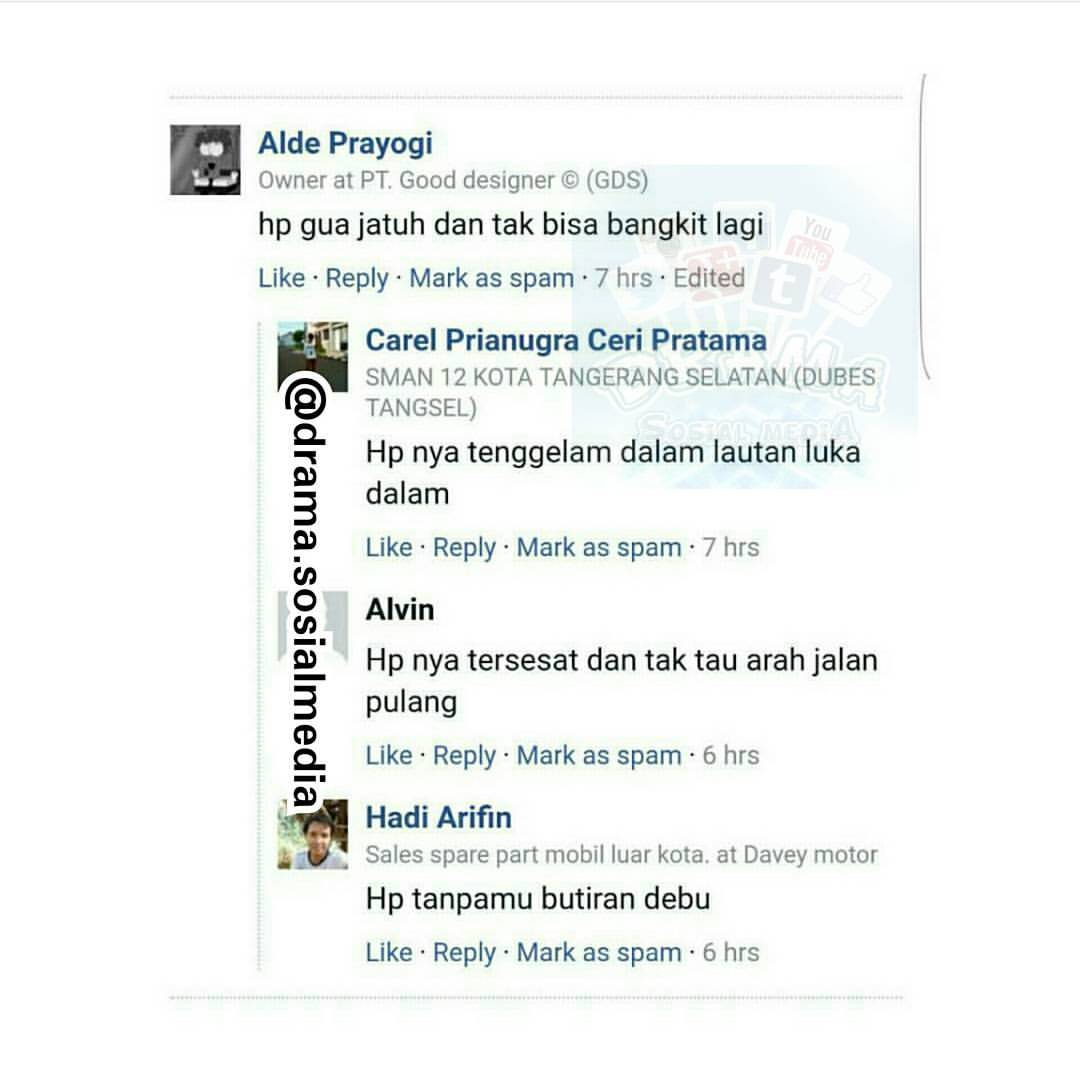 Alde Prayogi
Owner at PT. Good designer © (GDS)
hp gua jatuh dan tak bisa bangkit lagi
Like · Reply · Mark as spam · 7 hrs · Edited
You
Tube
t
Carel Prianugra Ceri Pratama
SMAN 12 KOTA TANGERANG SELATAN (DUBES
TANGSEL)
DRAMA
SOSIAL MEDIA
Hp nya tenggelam dalam lautan luka
dalam
Like · Reply · Mark as spam · 7 hrs
@drama.sosialmedia
Alvin
Hp nya tersesat dan tak tau arah jalan
pulang
Like · Reply · Mark as spam · 6 hrs
Hadi Arifin
Sales spare part mobil luar kota. at Davey motor
Hp tanpamu butiran debu
Like · Reply · Mark as spam · 6 hrs